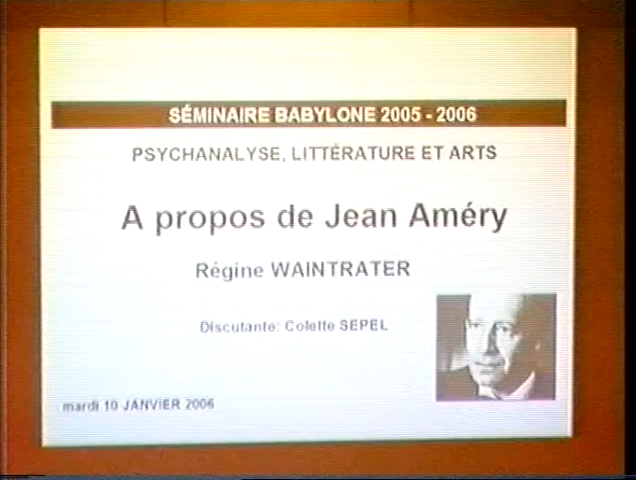 SÉMINAIRE BABYLONE 2005 - 2006
PSYCHANALYSE, LITTÉRATURE ET ARTS
A propos de Jean Améry
Régine WAINTRATER
Discutante: Colette SEPEL
mardi 10 JANVIER 2006